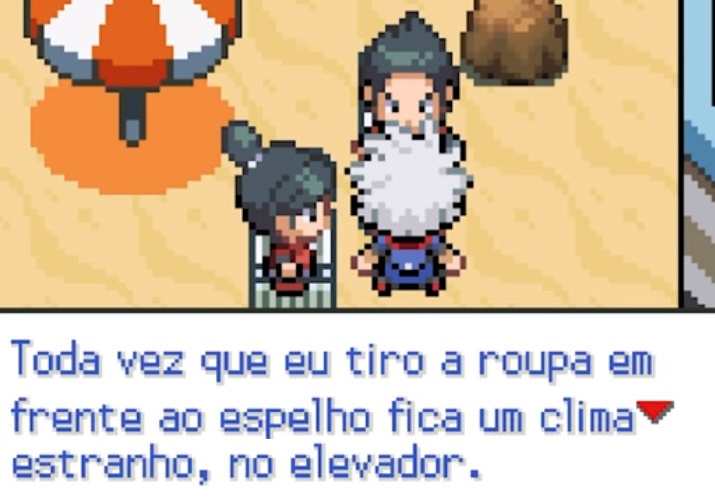 Toda vez que eu tiro a roupa em
frente ao espelho fica um clima
estranho, no elevador.